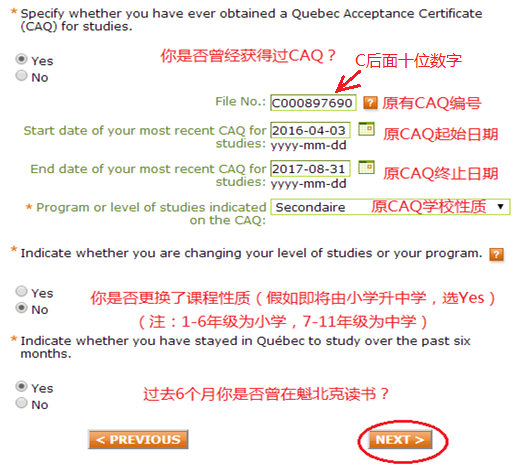 * Specify whether you have ever obtained a Quebec Acceptance Certificate
(CAQ) for studies.
Yes
No
你是否曾经获得过CAQ？
C后面十位数字
File No.: C000897690 ? 原有CAQ编号
Start date of your most recent CAQ for
studies:
2016-04-03
yyyy-mm-dd
原CAQ起始日期
End date of your most recent CAQ for
studies:
2017-08-31
yyyy-mm-dd
原CAQ终止日期
* Program or level of studies indicated
on the CAQ:
Secondaire
原CAQ学校性质
* Indicate whether you are changing your level of studies or your program. ?
Yes
No
你是否更换了课程性质（假如即将由小学升中学，选Yes）
（注：1-6年级为小学，7-11年级为中学）
* Indicate whether you have stayed in Québec to study over the past six
months.
Yes
No
过去6个月你是否曾在魁北克读书？
< PREVIOUS
NEXT >